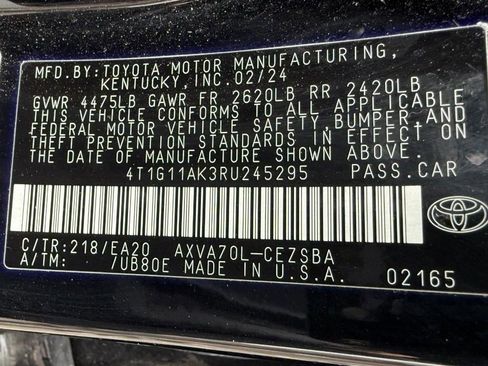 MFD.BY:TOYOTA MOTOR MANUFACTURING,
KENTUCKY,INC.02/24
GVWR 4475LB GAWR FR 2620LB RR 2420LB
THIS VEHICLE CONFORMS TO ALL APPLICABLE
FEDERAL MOTOR VEHICLE SAFETY,BUMPER,AND
THEFT PREVENTION STANDARDS IN EFFECT
ON THE DATE OF MANUFACTURE SHOWN ABOVE.
4T1G11AK3RU245295 PASS.CAR
C/TR:218/EA20 AXVA70L-CEZSBA
A/TM: /UB80E MADE IN U.S.A. 02165